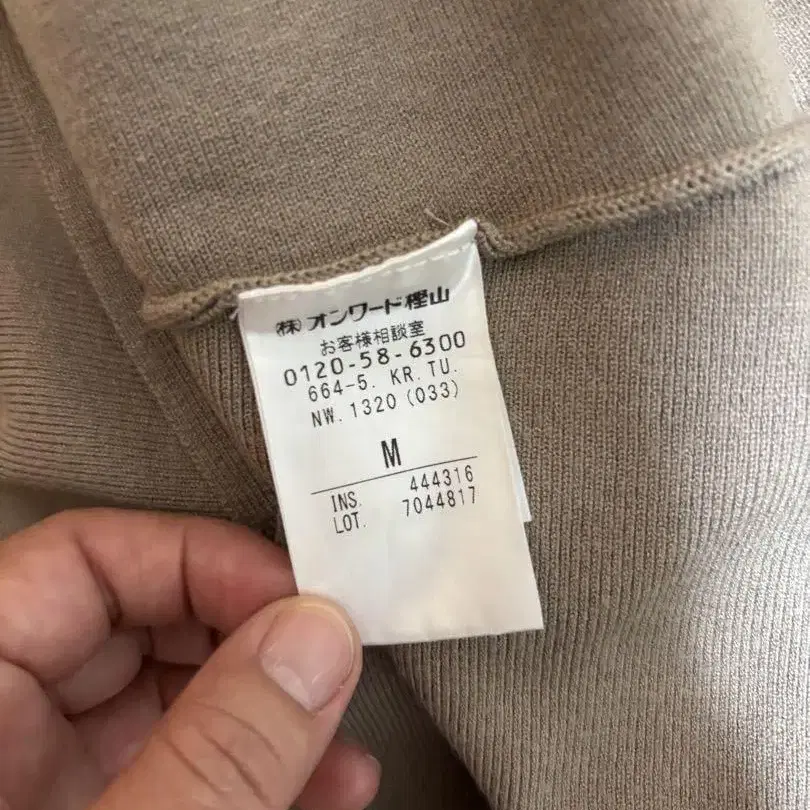 ㈱オンワード樫山
お客様相談室
0120-58-6300
664-5. KR.TU.
NW.1320(033)
M
INS. 444316
LOT. 7044817